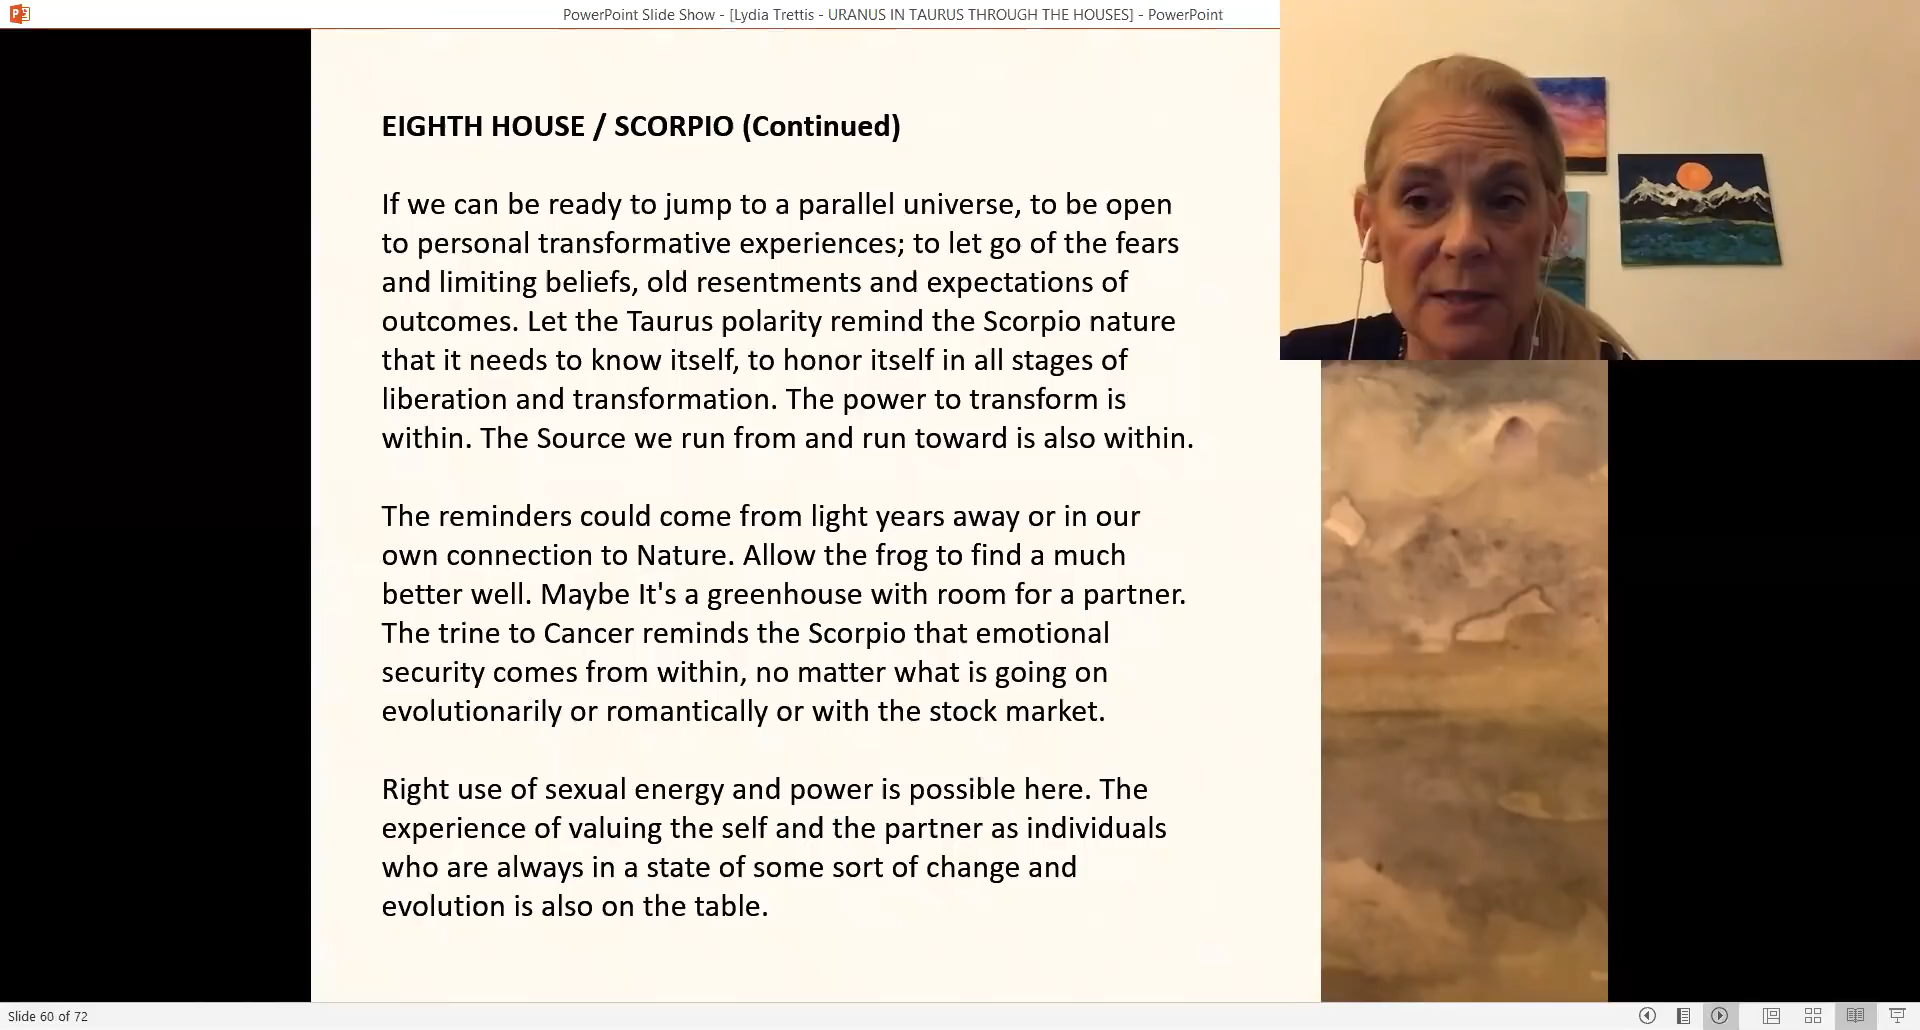 PowerPoint Slide Show - [Lydia Trettis - URANUS IN TAURUS THROUGH THE HOUSES] - PowerPoint
EIGHTH HOUSE / SCORPIO (Continued)
If we can be ready to jump to a parallel universe, to be open
to personal transformative experiences; to let go of the fears
and limiting beliefs, old resentments and expectations of
outcomes. Let the Taurus polarity remind the Scorpio nature
that it needs to know itself, to honor itself in all stages of
liberation and transformation. The power to transform is
within. The Source we run from and run toward is also within.
The reminders could come from light years away or in our
own connection to Nature. Allow the frog to find a much
better well. Maybe It's a greenhouse with room for a partner.
The trine to Cancer reminds the Scorpio that emotional
security comes from within, no matter what is going on
evolutionarily or romantically or with the stock market.
Right use of sexual energy and power is possible here. The
experience of valuing the self and the partner as individuals
who are always in a state of some sort of change and
evolution is also on the table.
Slide 60 of 72